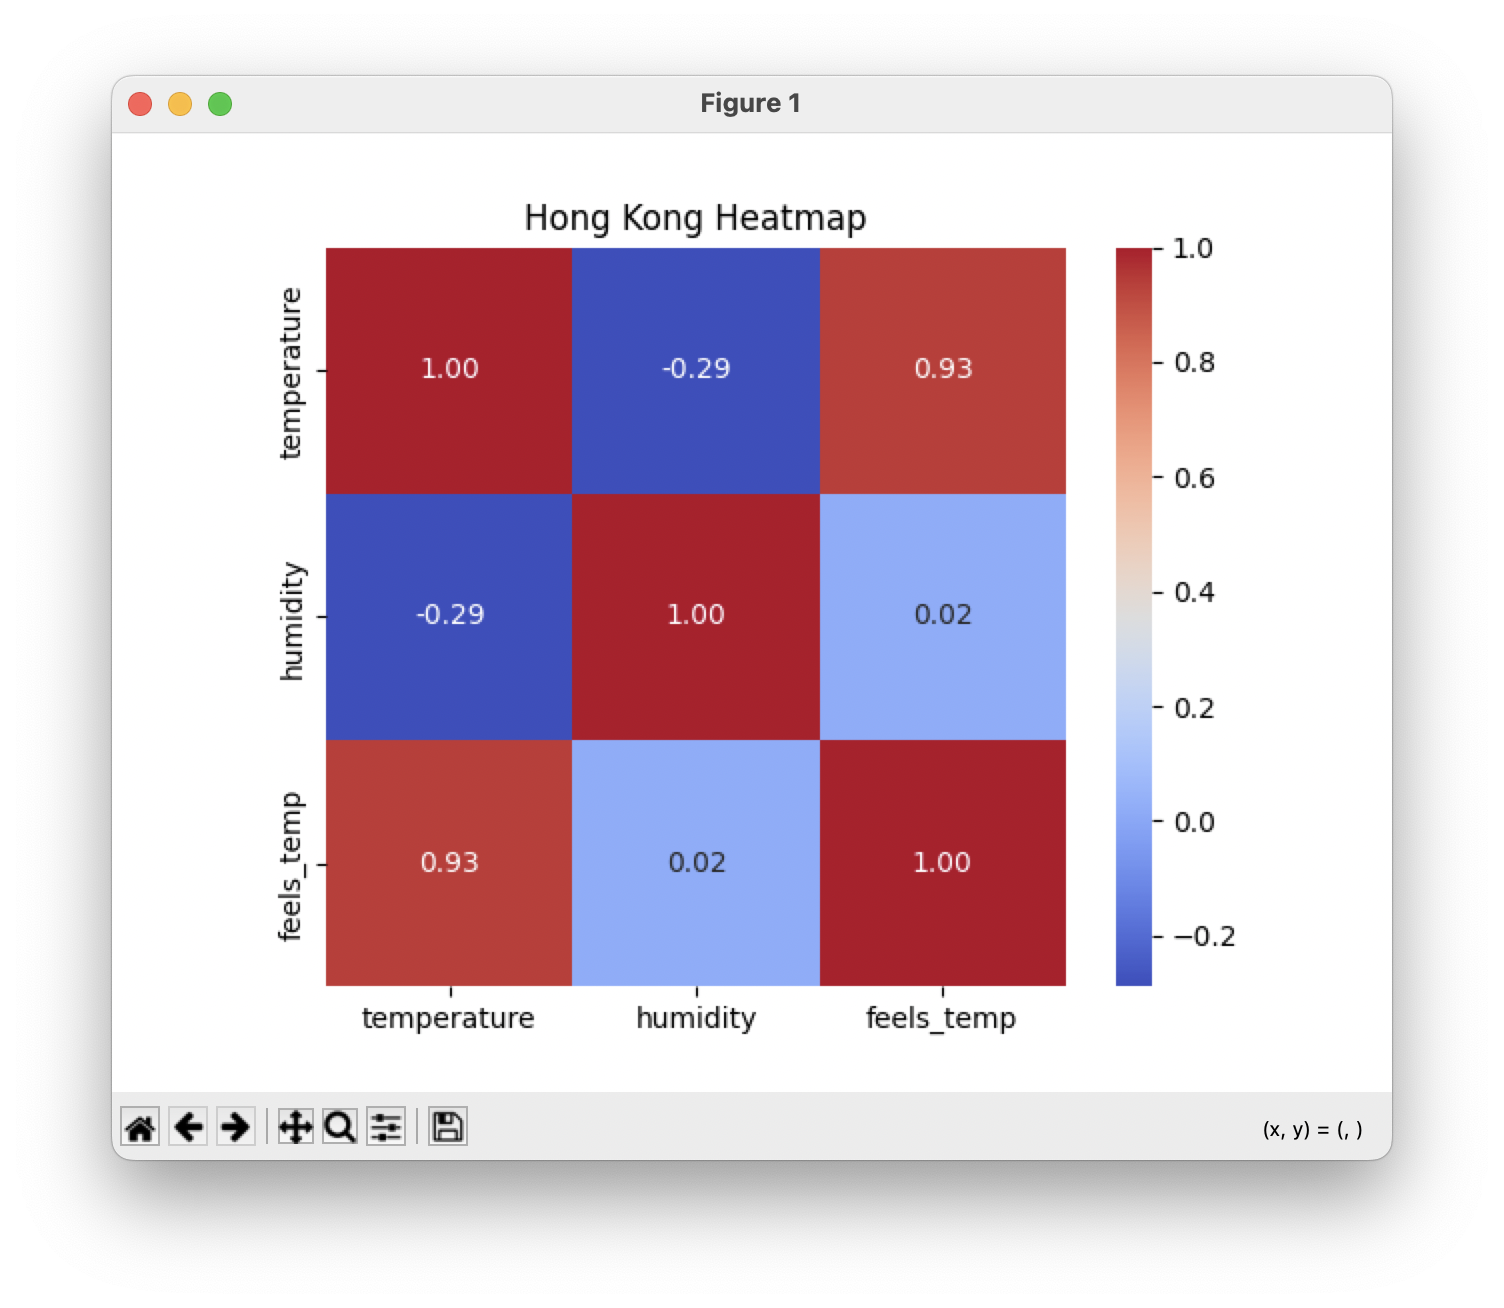 Figure 1
Hong Kong Heatmap
temperature
1.00
-0.29
0.93
humidity
-0.29
1.00
0.02
feels_temp
0.93
0.02
1.00
temperature
humidity
feels_temp
1.0
0.8
0.6
0.4
0.2
0.0
−0.2
(x, y) = (, )